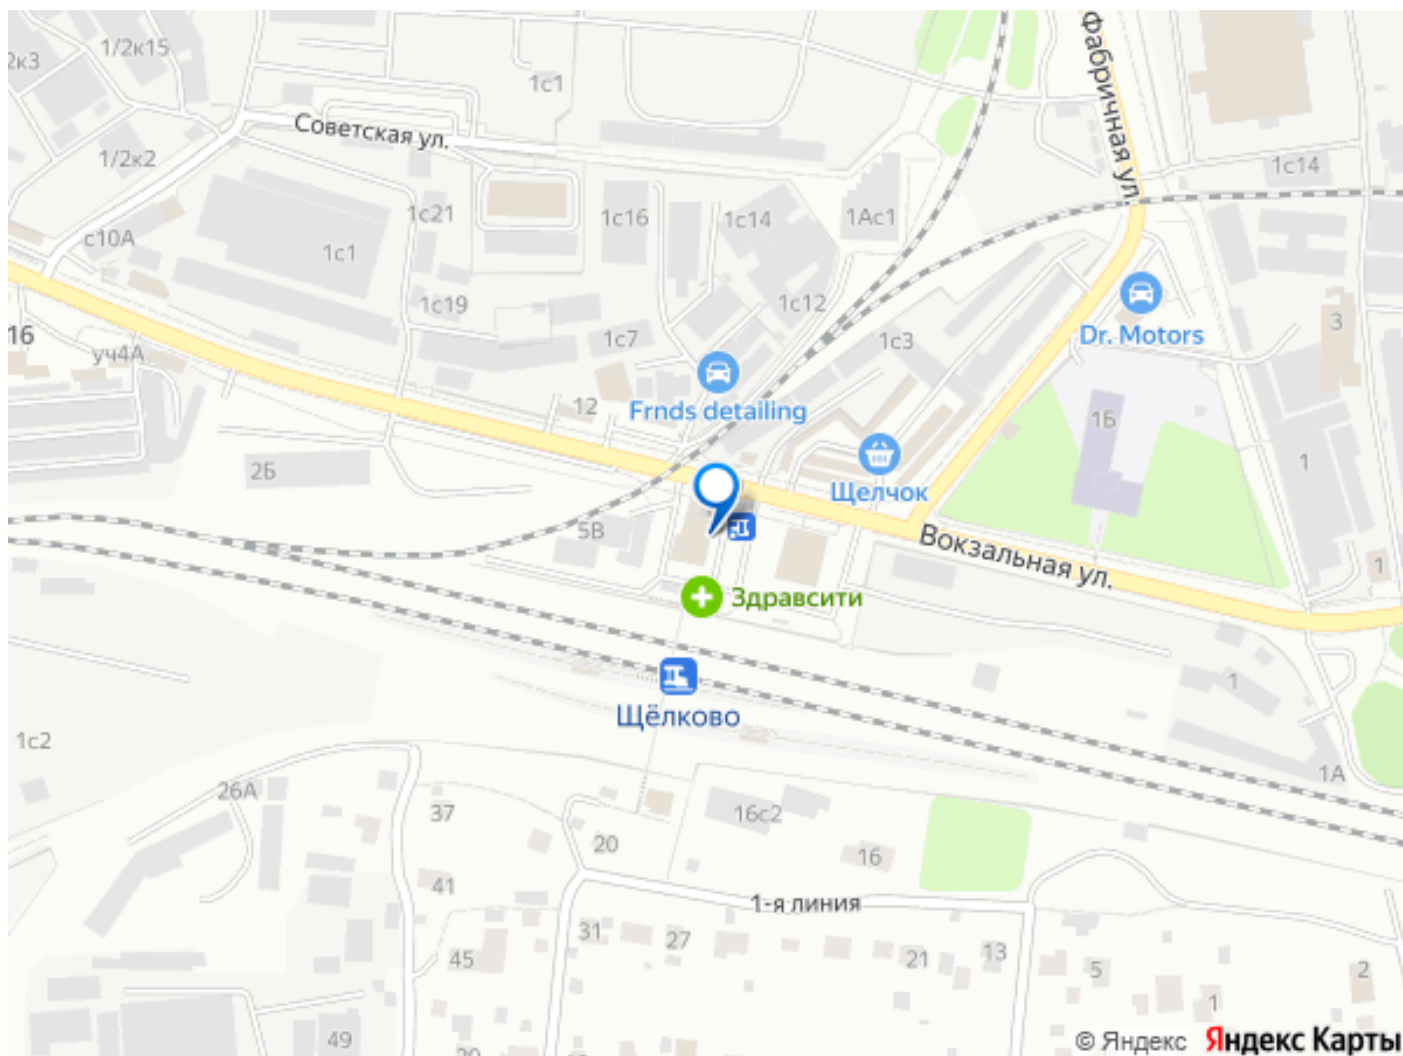 1/2к15
2к3
1с1
Фабричная ул.
Советская ул.
1/2к2
1с14
1с21
1с16
1с14
1Ас1
с10А
1с1
1с19
1с12
3
16
уч4А
1с7
1с3
Dr. Motors
12
Frnds detailing
1Б
2Б
Щелчок
1
5В
Вокзальная ул.
1
Здравсити
1
Щёлково
1с2
1А
26А
37
16с2
20
16
41
1-я линия
31
27
45
21
13
5
2
1
49
20
© Яндекс Яндекс Карты